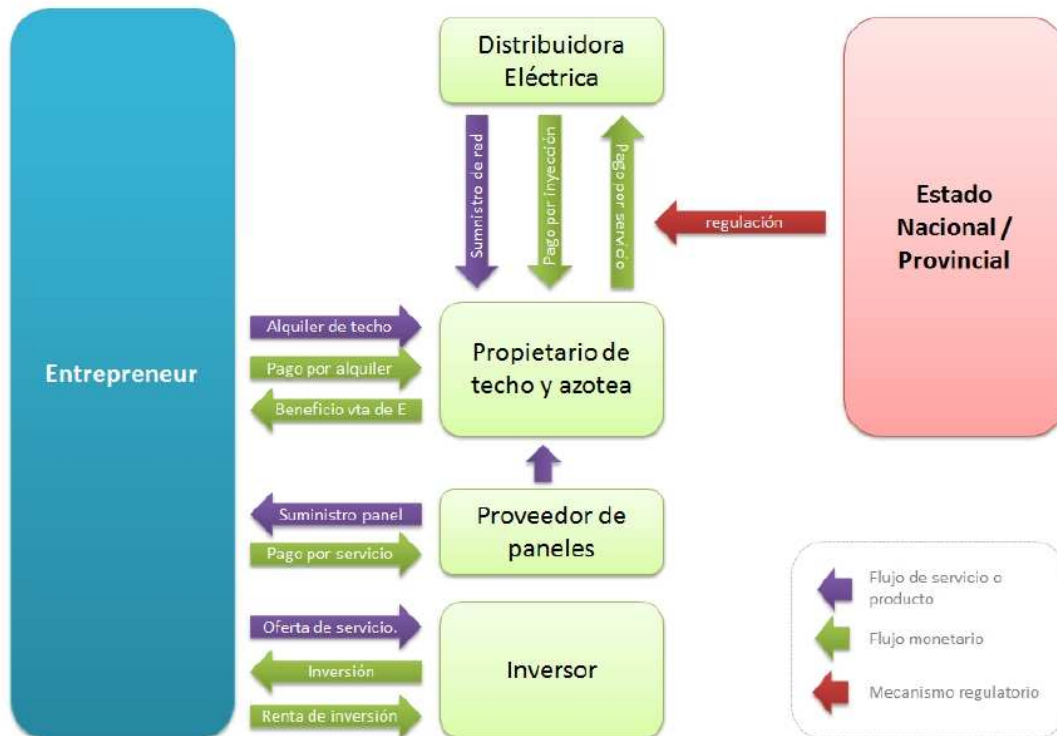 Entrepreneur
Distribuidora
Eléctrica
Suministro de red
Pago por inyección
Pago por servicio
regulación
Estado
Nacional /
Provincial
Alquiler de techo
Pago por alquiler
Beneficio vta de E
Propietario de
techo y azotea
Suministro panel
Pago por servicio
Proveedor de
paneles
Oferta de servicio.
Inversión
Renta de inversión
Inversor
Flujo de servicio o
producto
Flujo monetario
Mecanismo regulatorio